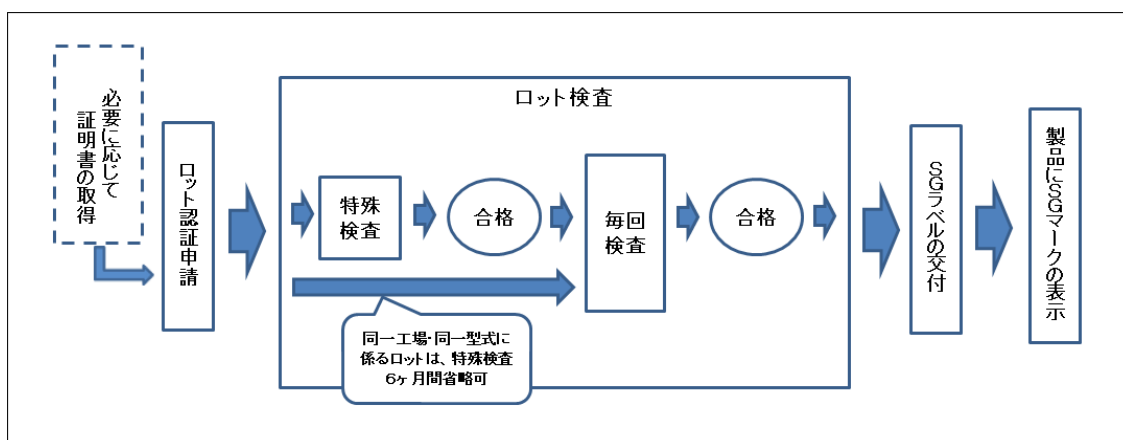 必要に応じて
証明書の取得
ロット認証申請
ロット検査
特殊
検査
合格
毎回
検査
合格
同一工場・同一型式に
係るロットは、特殊検査
6ヶ月間省略可
SGラベルの交付
製品にSGマークの表示